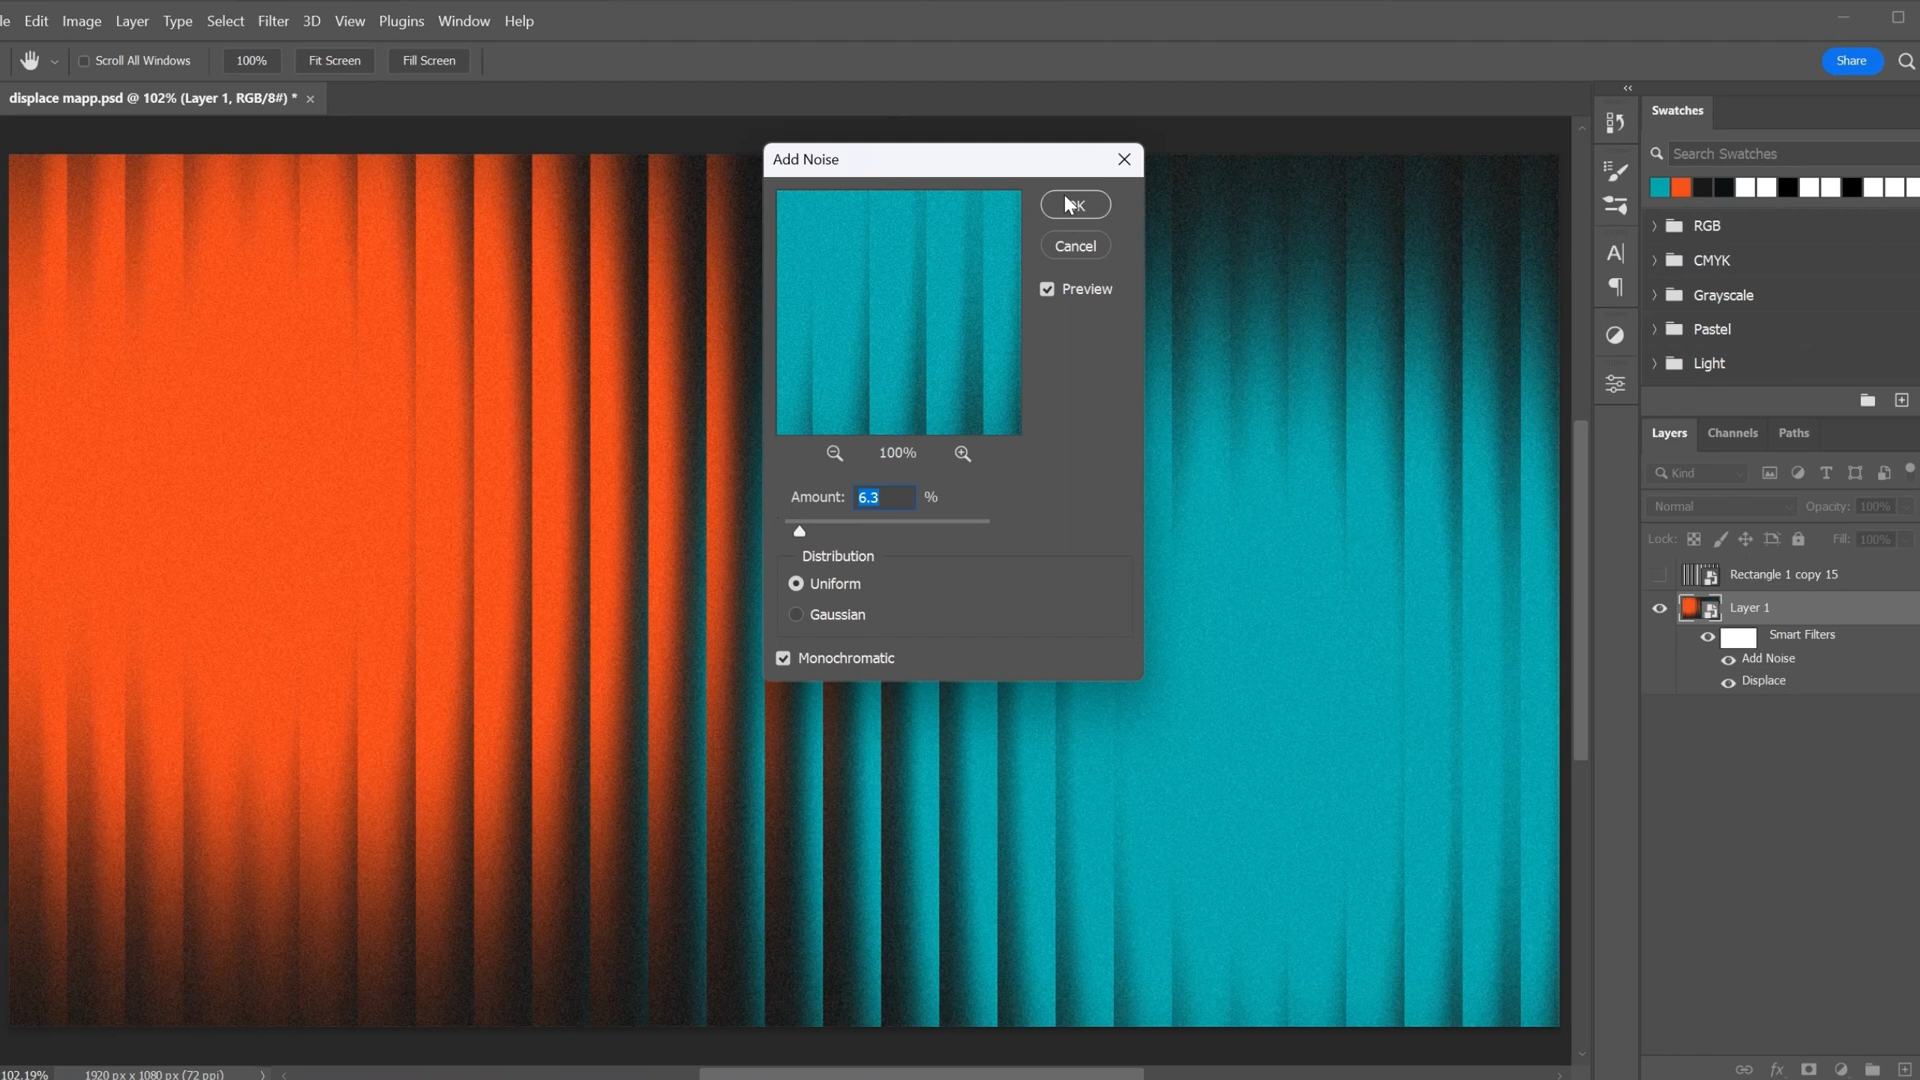 le Edit Image Layer Type Select Filter 3D View Plugins Window Help
Scroll All Windows 100% Fit Screen Fill Screen Share
displace mapp.psd @ 102% (Layer 1, RGB/8#) *
Swatches
Search Swatches
RGB
CMYK
Grayscale
Pastel
Light
Add Noise
OK
Cancel
Preview
100%
Amount: 6.3 %
Distribution
Uniform
Gaussian
Monochromatic
Layers Channels Paths
Kind
Normal Opacity: 100%
Lock: Fill: 100%
Rectangle 1 copy 15
Layer 1
Smart Filters
Add Noise
Displace
102.19% 1920 px x 1080 px (72 ppi)